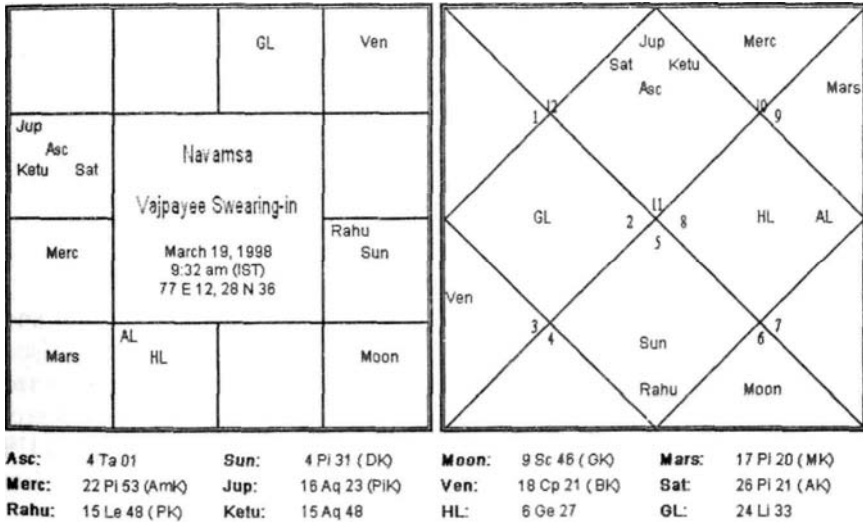 GL Ven
Jup
Asc
Ketu Sat
Navamsa
Vajpayee Swearing-in
March 19, 1998
9:32 am (IST)
77 E 12, 28 N 36
Merc
Rahu
Sun
Mars
AL
HL
Moon
Jup
Sat Ketu
Asc
Merc
Mars
12
1
10
9
GL
11
2 8
5
HL AL
Ven
3
4
7
6
Sun
Rahu
Moon
Asc: 4 Ta 01 Sun: 4 Pi 31 (DK) Moon: 9 Sc 46 (GK) Mars: 17 Pi 20 (MK)
Merc: 22 Pi 53 (AmK) Jup: 16 Aq 23 (PiK) Ven: 18 Cp 21 (BK) Sat: 26 Pi 21 (AK)
Rahu: 15 Le 48 (PK) Ketu: 15 Aq 48 HL: 6 Ge 27 GL: 24 Li 33